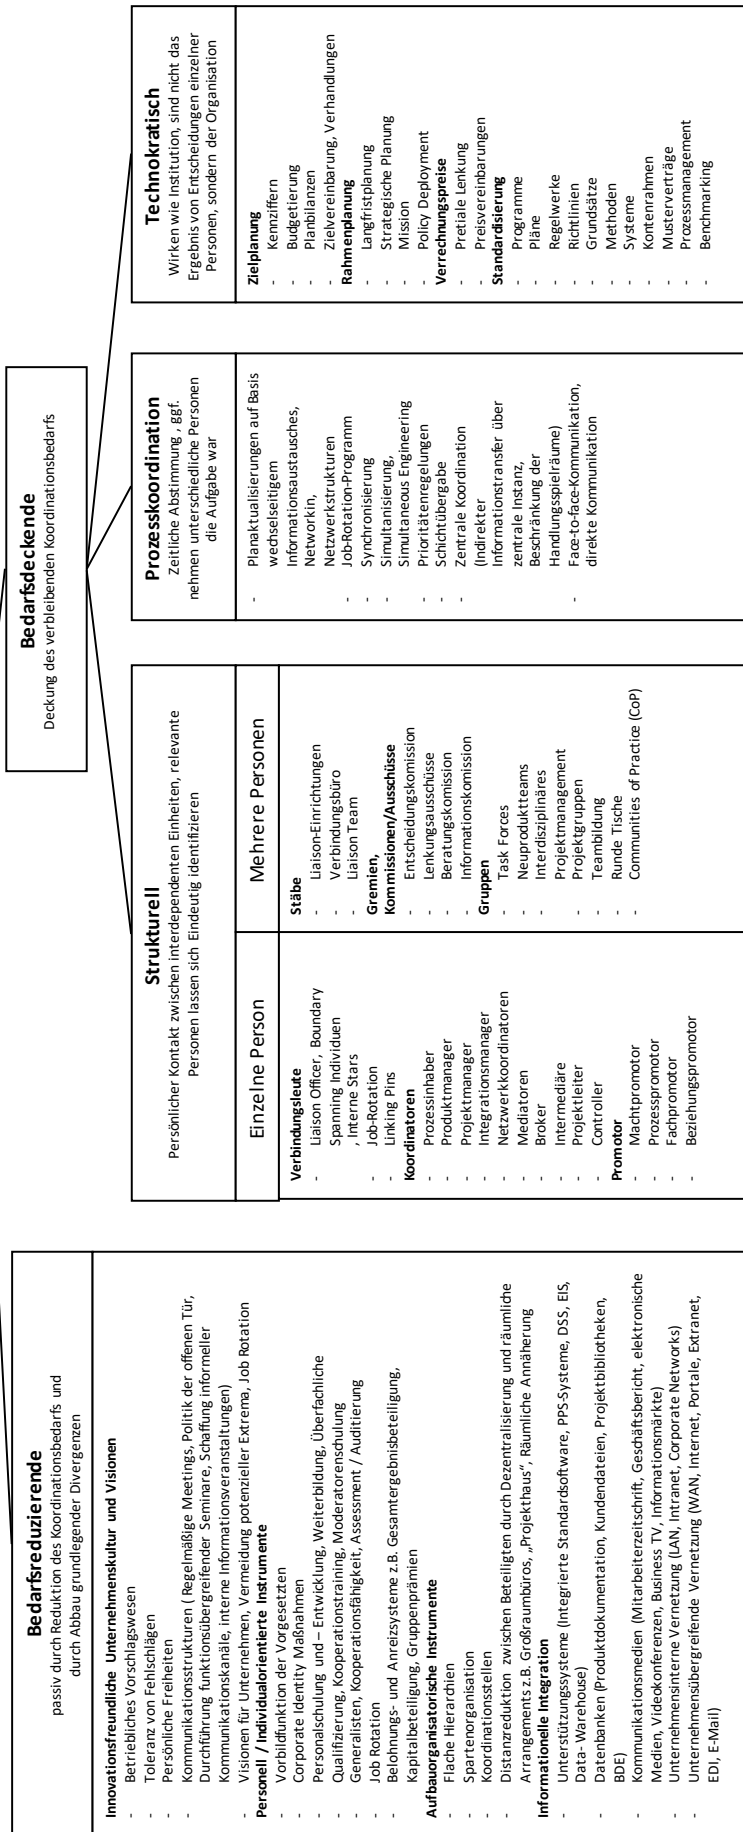 Bedarfsreduzierende
passiv durch Reduktion des Koordinationsbedarfs und
durch Abbau grundlegender Divergenzen
Innovationsfreundliche Unternehmenskultur und Visionen
- Betriebliches Vorschlagswesen
- Toleranz von Fehlschlägen
- Persönliche Freiheiten
- Kommunikationsstrukturen ( Regelmäßige Meetings, Politik der offenen Tür,
Durchführung funktionsübergreifender Seminare, Schaffung informeller
Kommunikationskanäle, interne Informationsveranstaltungen)
- Visionen für Unternehmen, Vermeidung potenzieller Extreme, Job Rotation
Personell / Individualorientierte Instrumente
- Vorbildfunktion der Vorgesetzten
- Corporate Identity Maßnahmen
- Personalschulung und – Entwicklung, Weiterbildung, Überfachliche
Qualifizierung, Kooperationstraining, Moderatorenschulung
- Generalisten, Kooperationsfähigkeit, Assessment / Auditierung
- Job Rotation
- Belohnungs- und Anreizsysteme z.B. Gesamtergebnisbeteiligung,
Kapitalbeteiligung, Gruppenprämien
Aufbauorganisatorische Instrumente
- Flache Hierarchien
- Spartenorganisation
- Koordinationsstellen
- Distanzreduktion zwischen Beteiligten durch Dezentralisierung und räumliche
Arrangements z.B. Großraumbüros, „Projekthaus“, Räumliche Annäherung
Informationelle Integration
- Unterstützungssysteme (Integrierte Standardsoftware, PPS-Systeme, DSS, EIS,
Data- Warehouse)
- Datenbanken (Produktdokumentation, Kundendateien, Projektbibliotheken,
BDE)
- Kommunikationsmedien (Mitarbeiterzeitschrift, Geschäftsbericht, elektronische
Medien, Videokonferenzen, Business TV, Informationsmärkte)
- Unternehmensinterne Vernetzung (LAN, Intranet, Corporate Networks)
- Unternehmensübergreifende Vernetzung (WAN, Internet, Portale, Extranet,
EDI, E-Mail)
Bedarfsdeckende
Deckung des verbleibenden Koordinationsbedarfs
Strukturell
Persönlicher Kontakt zwischen interdependenten Einheiten, relevante
Personen lassen sich Eindeutig identifizieren
Einzelne Person
Verbindungsleute
- Liaison Officer, Boundary
Spanning Individuen
, Interne Stars
- Job-Rotation
- Linking Pins
Koordinatoren
- Prozessinhaber
- Produktmanager
- Projektmanager
- Integrationsmanager
- Netzwerkkoordinatoren
- Mediatoren
- Broker
- Intermediäre
- Projektleiter
- Controller
Promotor
- Machtpromotor
- Prozesspromotor
- Fachpromotor
- Beziehungspromotor
Mehrere Personen
Stäbe
- Liaison-Einrichtungen
- Verbindungsbüro
- Liaison Team
Gremien,
Kommissionen/Ausschüsse
- Entscheidungskomission
- Lenkungsausschüsse
- Beratungskomission
- Informationskomission
Gruppen
- Task Forces
- Neuproduktteams
- Interdisziplinäres
Projektmanagement
- Projektgruppen
- Teambildung
- Runde Tische
- Communities of Practice (CoP)
Prozesskoordination
Zeitliche Abstimmung , ggf.
nehmen unterschiedliche Personen
die Aufgabe war
- Planaktualisierungen auf Basis
wechselseitigem
Informationsaustausches,
Networkin,
Netzwerkstrukturen
- Job-Rotation-Programm
- Synchronisierung
- Simultanisierung,
Simultaneous Engineering
- Prioritätenregelungen
- Schichtübergabe
- Zentrale Koordination
(Indirekter
Informationstransfer über
zentrale Instanz,
Beschränkung der
Handlungsspielräume)
- Face-to-face-Kommunikation,
direkte Kommunikation
Technokratisch
Wirken wie Institution, sind nicht das
Ergebnis von Entscheidungen einzelner
Personen, sondern der Organisation
Zielplanung
- Kennziffern
- Budgetierung
- Planbilanzen
- Zielvereinbarung, Verhandlungen
Rahmenplanung
- Langfristplanung
- Strategische Planung
- Mission
- Policy Deployment
Verrechnungspreise
- Pretiale Lenkung
- Preisvereinbarungen
Standardisierung
- Programme
- Pläne
- Regelwerke
- Richtlinien
- Grundsätze
- Methoden
- Systeme
- Kontenrahmen
- Musterverträge
- Prozessmanagement
- Benchmarking